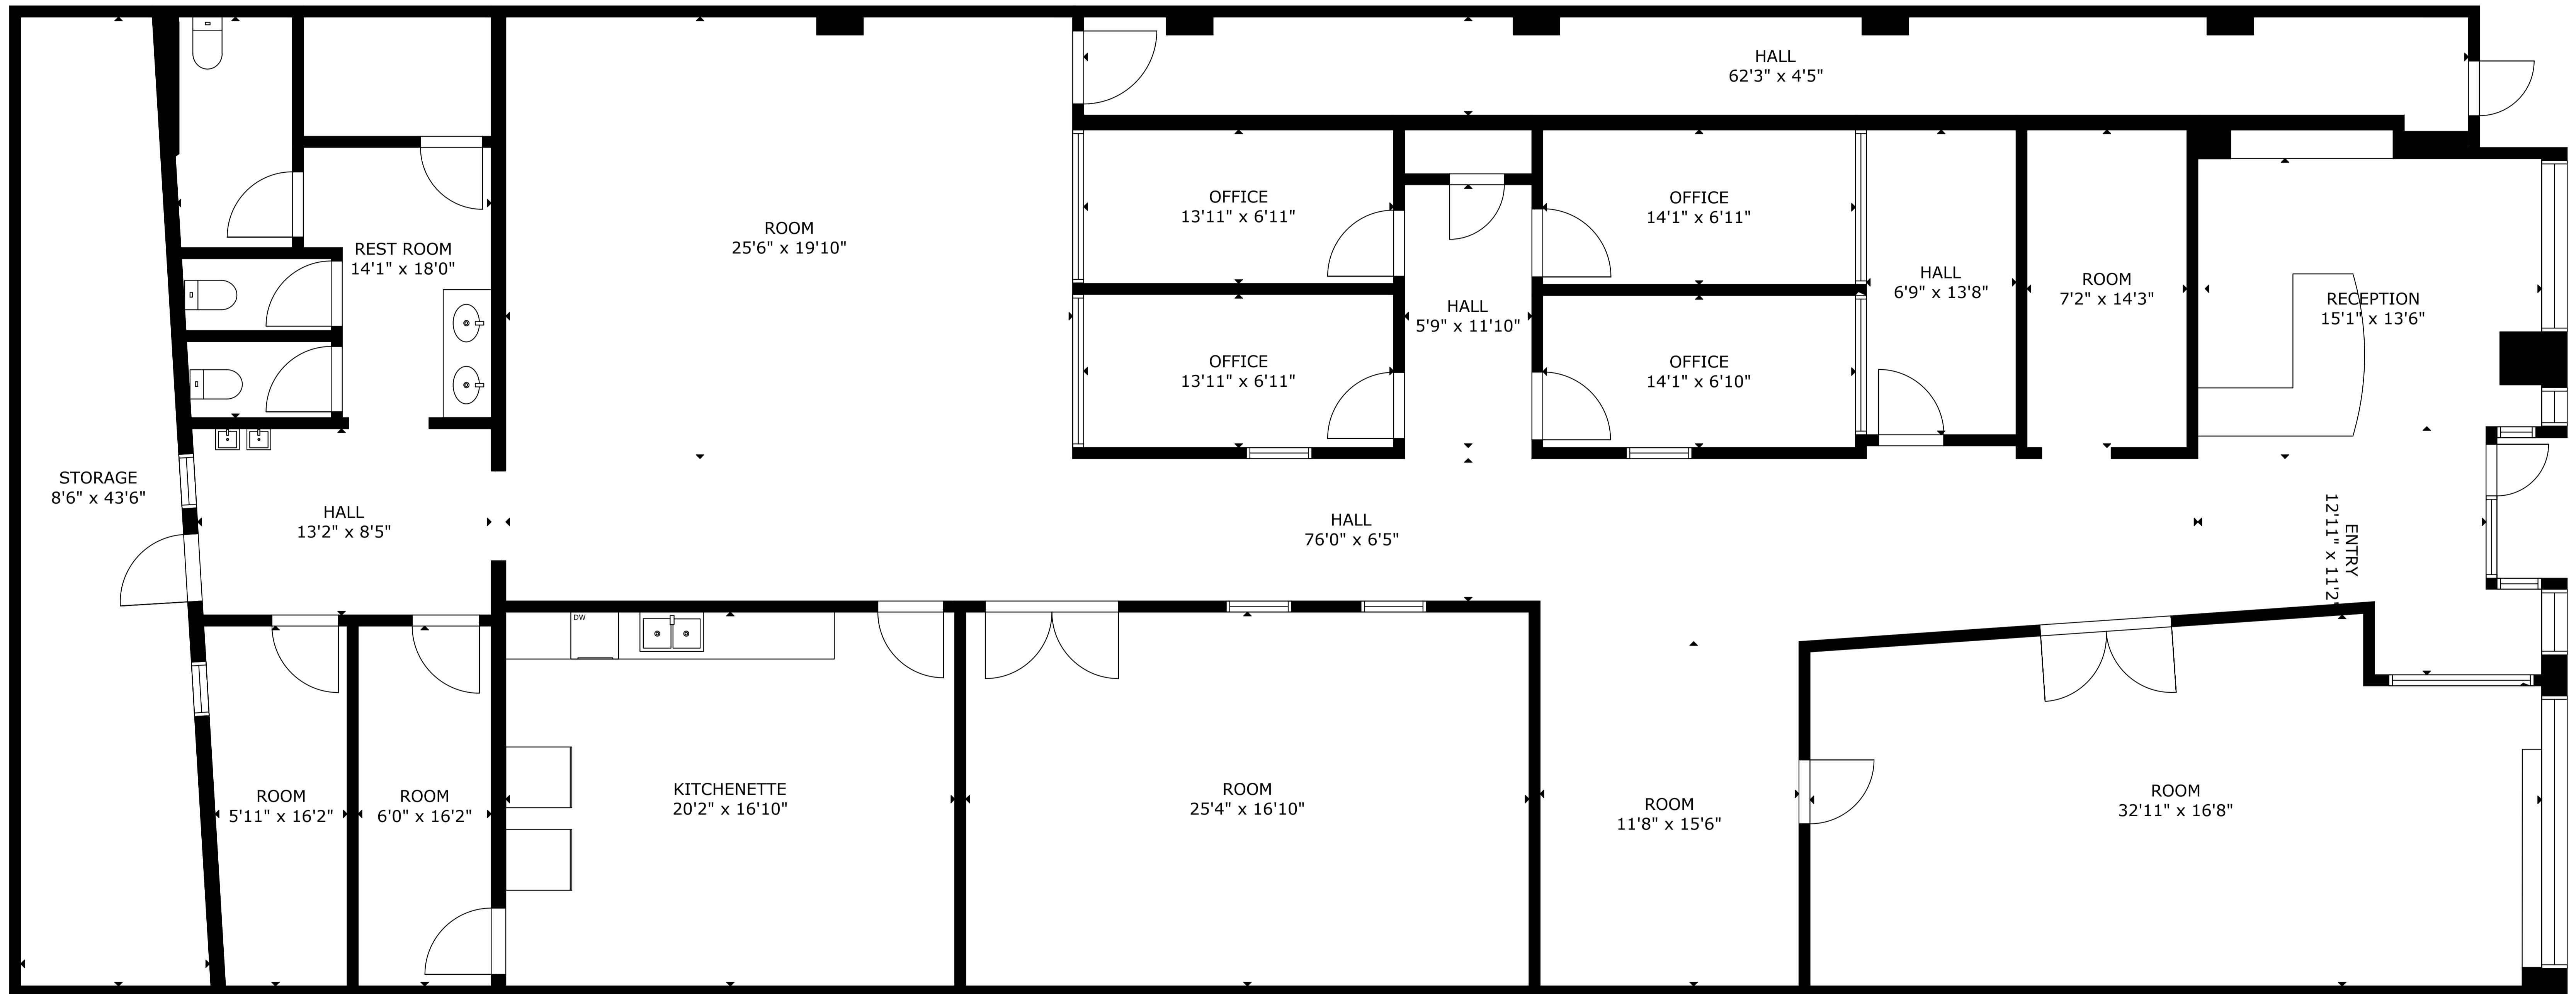 HALL
62'3" x 4'5"
OFFICE
13'11" x 6'11"
OFFICE
14'1" x 6'11"
ROOM
25'6" x 19'10"
REST ROOM
14'1" x 18'0"
HALL
6'9" x 13'8"
ROOM
7'2" x 14'3"
RECEPTION
15'1" x 13'6"
HALL
5'9" x 11'10"
OFFICE
13'11" x 6'11"
OFFICE
14'1" x 6'10"
STORAGE
8'6" x 43'6"
HALL
13'2" x 8'5"
HALL
76'0" x 6'5"
ENTRY
12'11" x 11'2"
DW
ROOM
5'11" x 16'2"
ROOM
6'0" x 16'2"
KITCHENETTE
20'2" x 16'10"
ROOM
25'4" x 16'10"
ROOM
11'8" x 15'6"
ROOM
32'11" x 16'8"